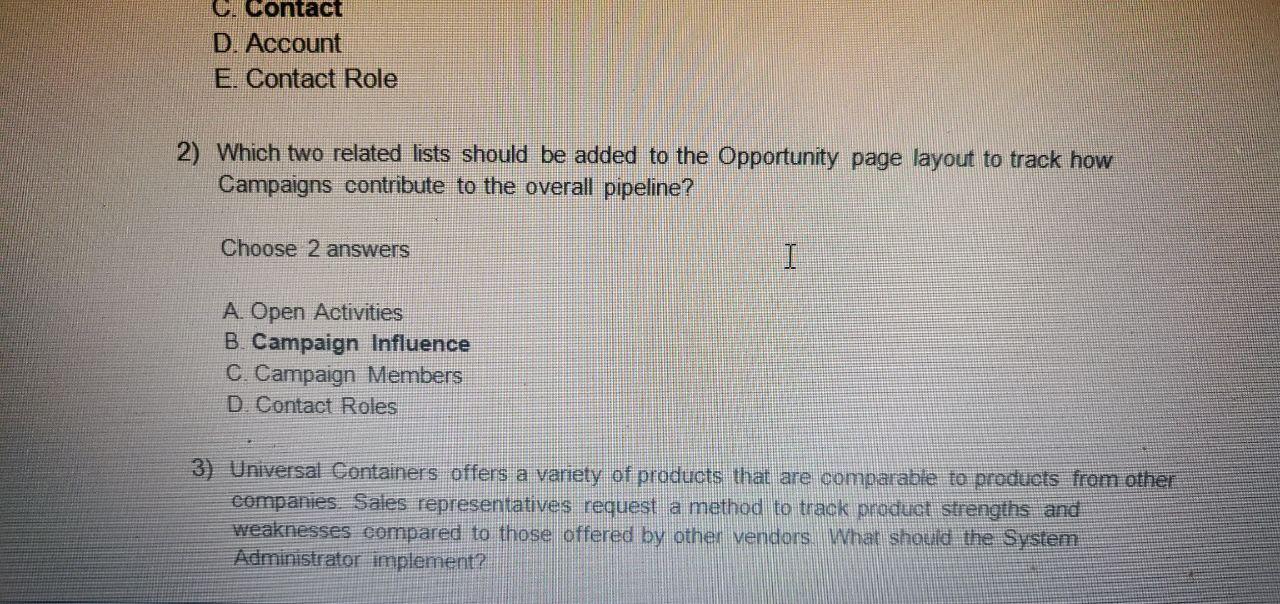 C. Contact
D. Account
E. Contact Role
2) Which two related lists should be added to the Opportunity page layout to track how
Campaigns contribute to the overall pipeline?
Choose 2 answers
A. Open Activities
B. Campaign Influence
C. Campaign Members
D. Contact Roles
3) Universal Containers offers a variety of products that are comparable to products from other
companies. Sales representatives request a method to track product strengths and
weaknesses compared to those offered by other vendors. What should the System
Administrator implement?